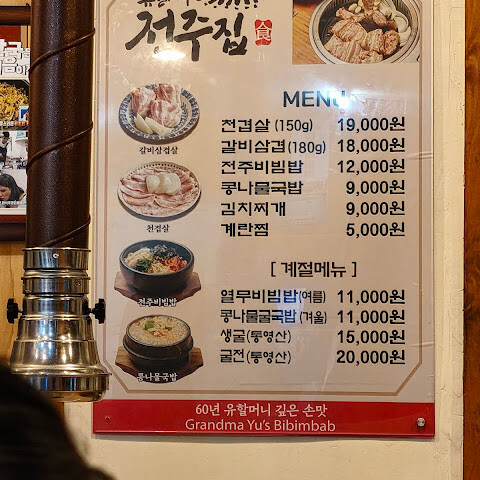 전주집
MENU
천겹살 (150g) 19,000원
갈비삼겹 (180g) 18,000원
전주비빔밥 12,000원
콩나물국밥 9,000원
김치찌개 9,000원
계란찜 5,000원
[ 계절메뉴 ]
열무비빔밥(여름) 11,000원
콩나물굴국밥(겨울) 11,000원
생굴(통영산) 15,000원
굴전(통영산) 20,000원
갈비삼겹살
천겹살
전주비빔밥
콩나물국밥
60년 유할머니 깊은 손맛
Grandma Yu's Bibimbab